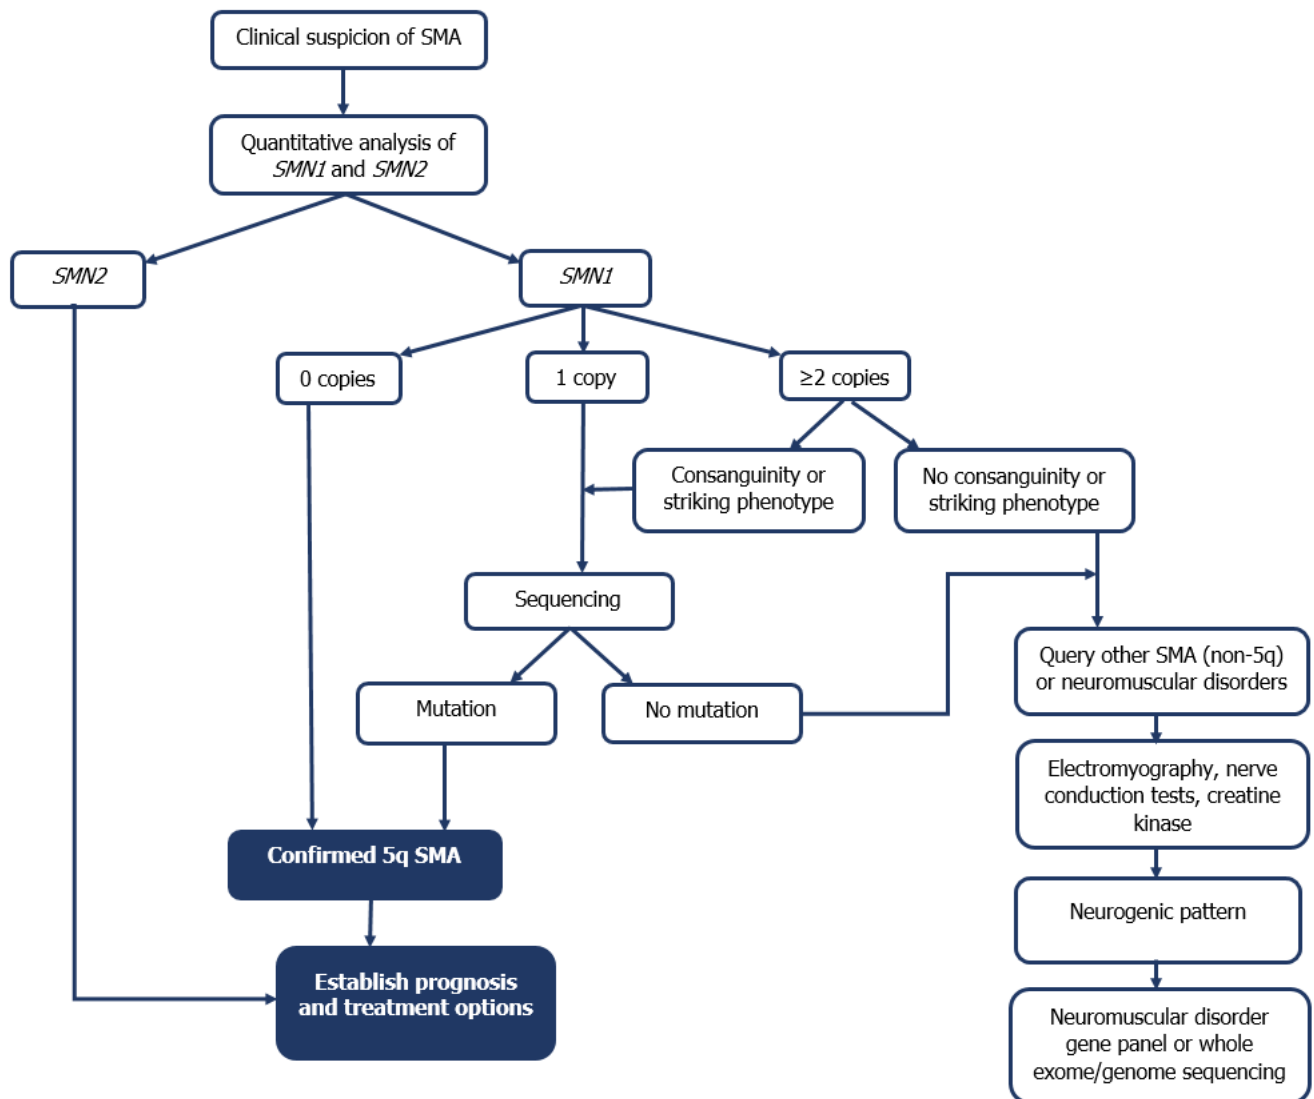 Clinical suspicion of SMA
Quantitative analysis of
SMN1 and SMN2
SMN2
SMN1
0 copies
1 copy
≥2 copies
Consanguinity or
striking phenotype
No consanguinity or
striking phenotype
Sequencing
Mutation
No mutation
Query other SMA (non-5q)
or neuromuscular disorders
Electromyography, nerve
conduction tests, creatine
kinase
Confirmed 5q SMA
Neurogenic pattern
Establish prognosis
and treatment options
Neuromuscular disorder
gene panel or whole
exome/genome sequencing